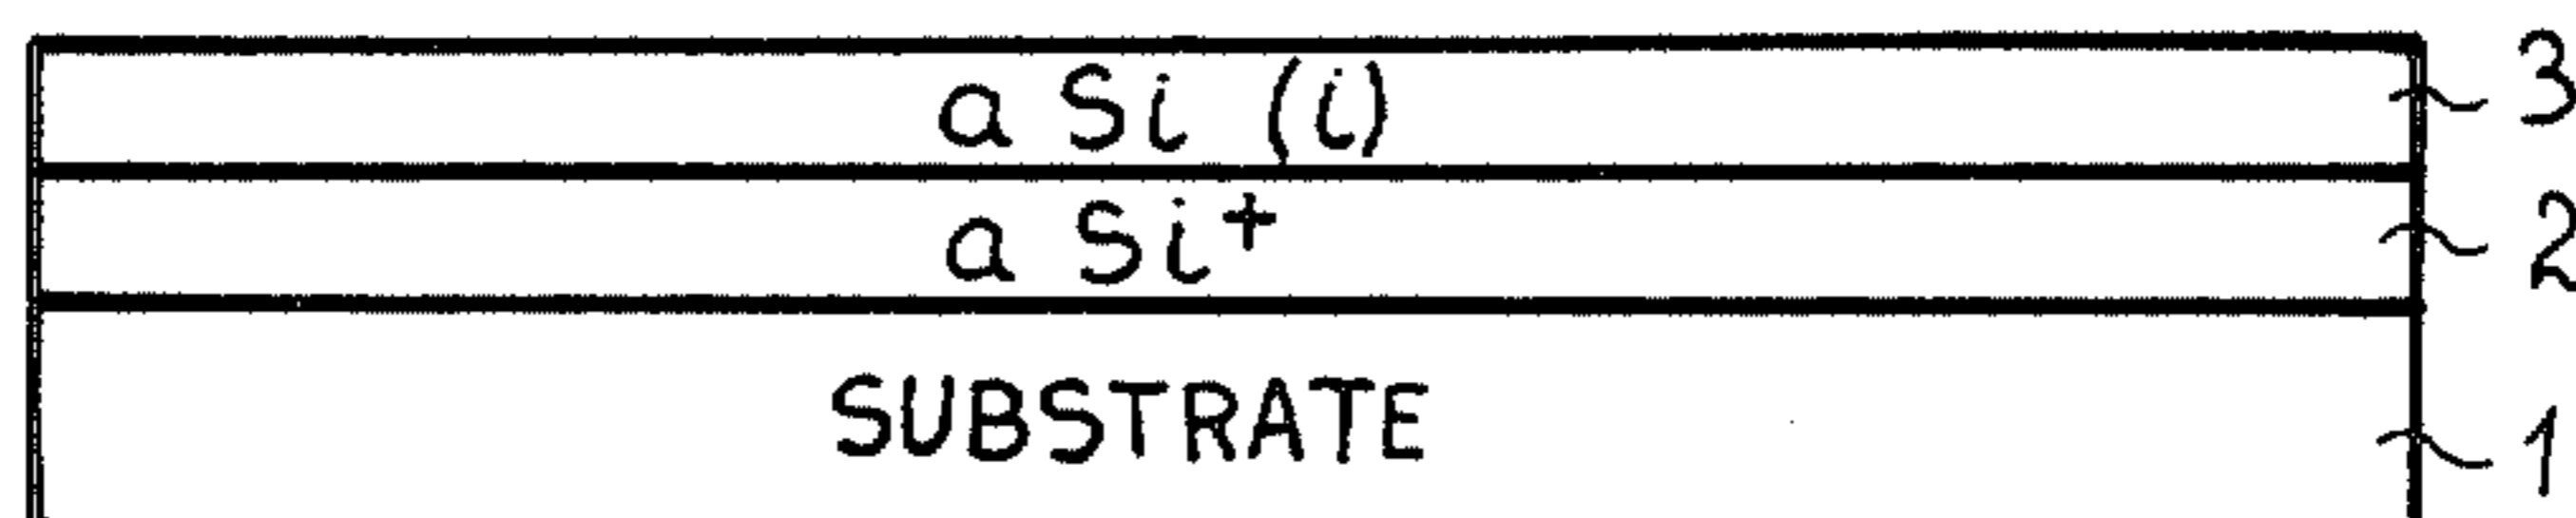 a Si (i) 3
a Si⁺ 2
SUBSTRATE 1